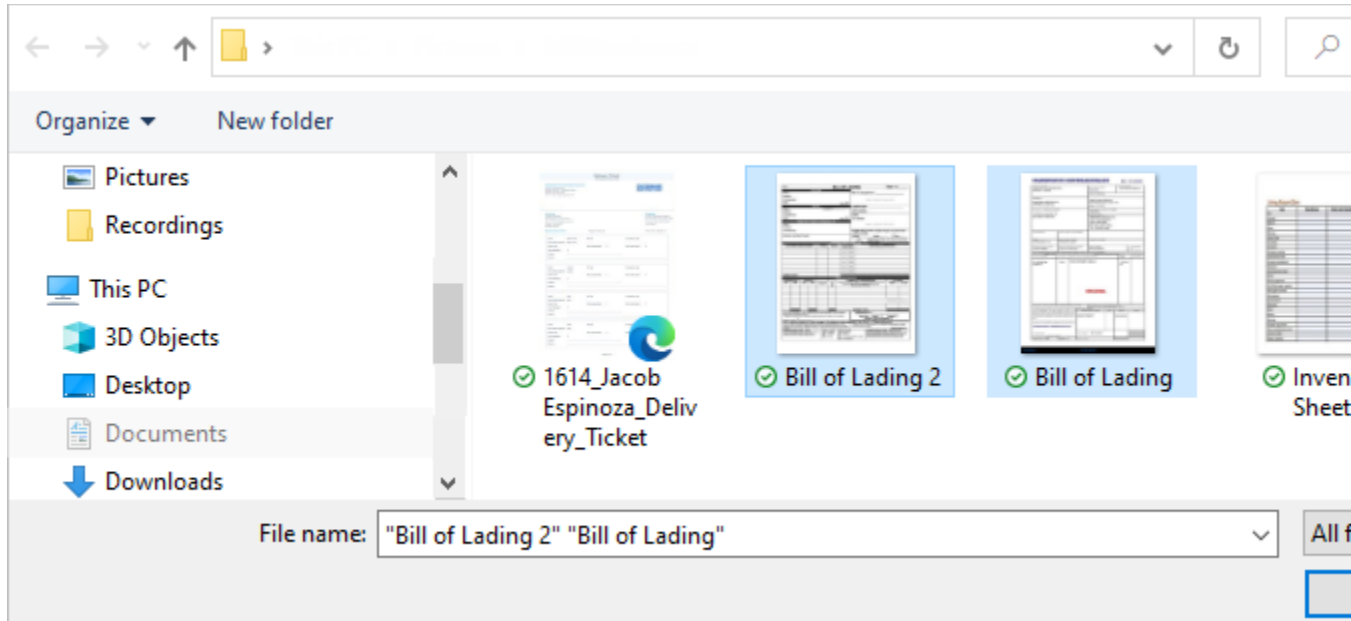 Organize
New folder
Pictures
Recordings
This PC
3D Objects
Desktop
Documents
Downloads
1614_Jacob
Espinoza_Deliv
ery_Ticket
Bill of Lading 2
Bill of Lading
Inven
Sheet
File name:
"Bill of Lading 2" "Bill of Lading"
All f